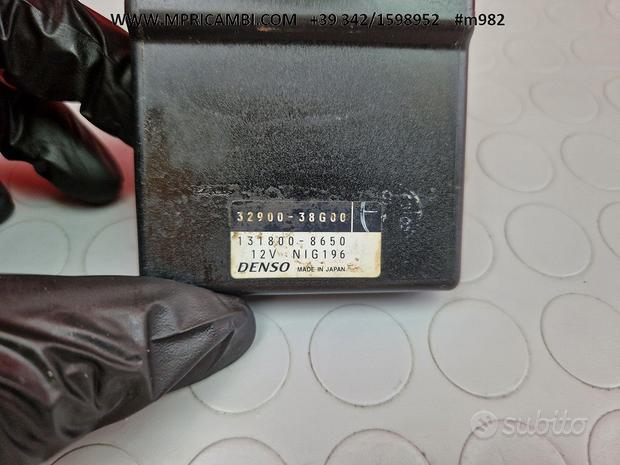 WWW.MPRICAMBI.COM +39 342/1598952 #m982
32900-38G00 E
131800-8650
12V NIG196
DENSO MADE IN JAPAN
subito